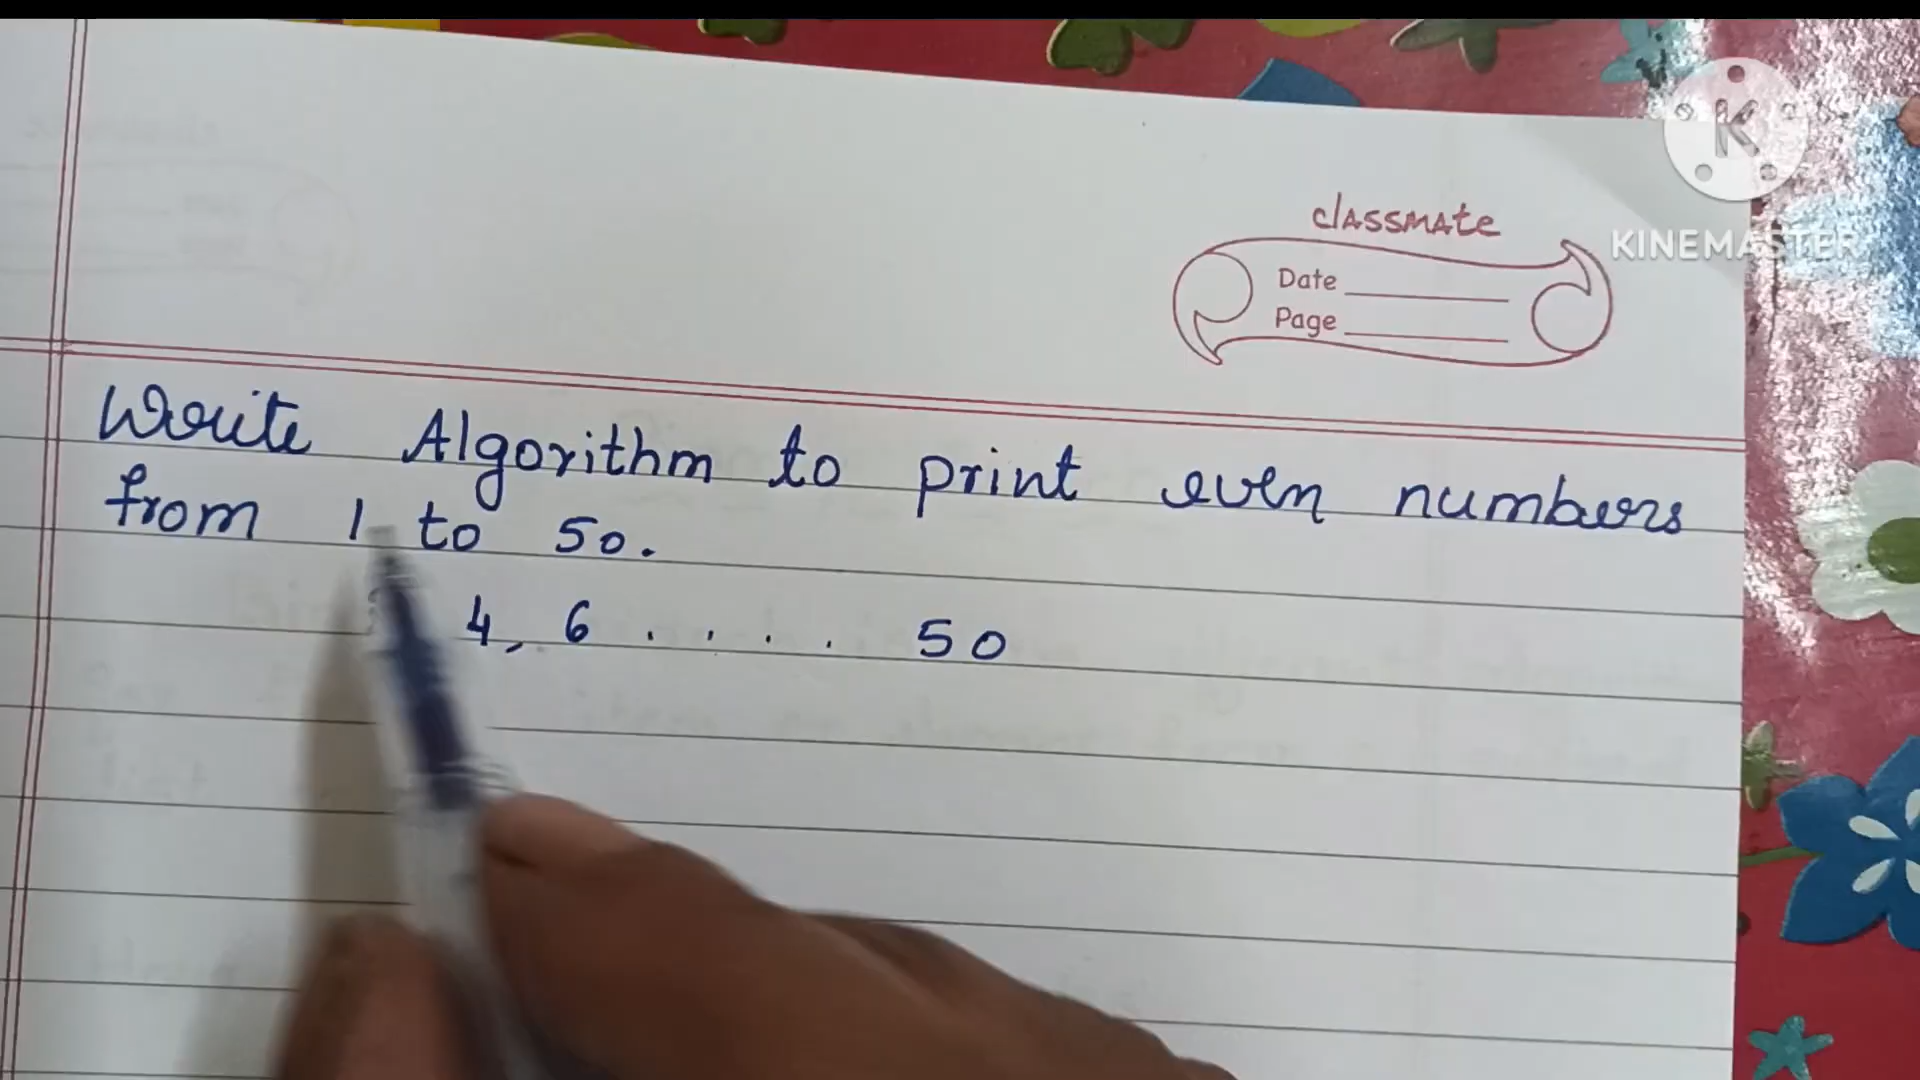 KINEMASTER
classmate
Date
Page
Write Algorithm to print even numbers
from 1 to 50.
4, 6 . . . . 50